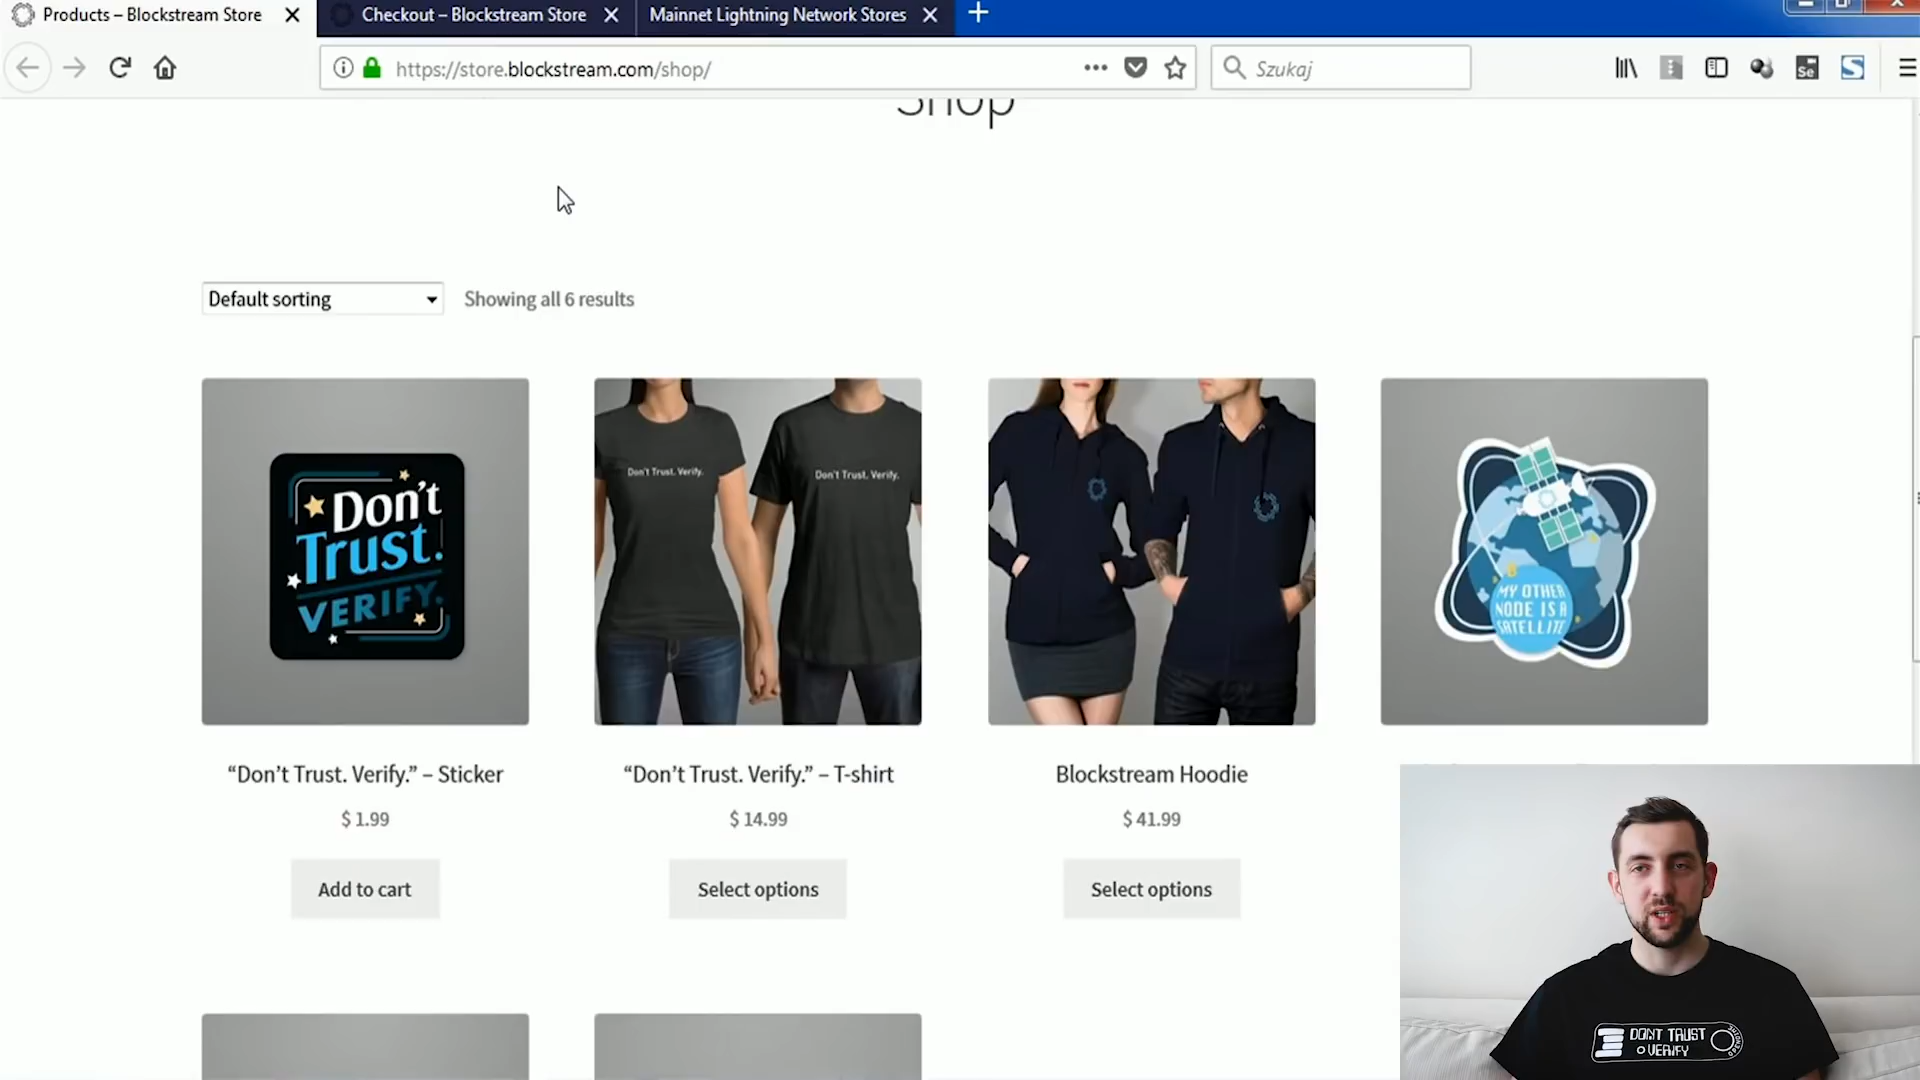 Products – Blockstream Store
Checkout – Blockstream Store
Mainnet Lightning Network Stores
https://store.blockstream.com/shop/
Szukaj
Se
S
Shop
Default sorting
Showing all 6 results
Don't
Trust.
VERIFY.
Don't Trust. Verify.
Don't Trust. Verify.
MY OTHER
NODE IS A
SATELLITE
“Don’t Trust. Verify.” – Sticker
“Don’t Trust. Verify.” – T-shirt
Blockstream Hoodie
$ 1.99
$ 14.99
$ 41.99
Add to cart
Select options
Select options
DON'T TRUST
VERIFY